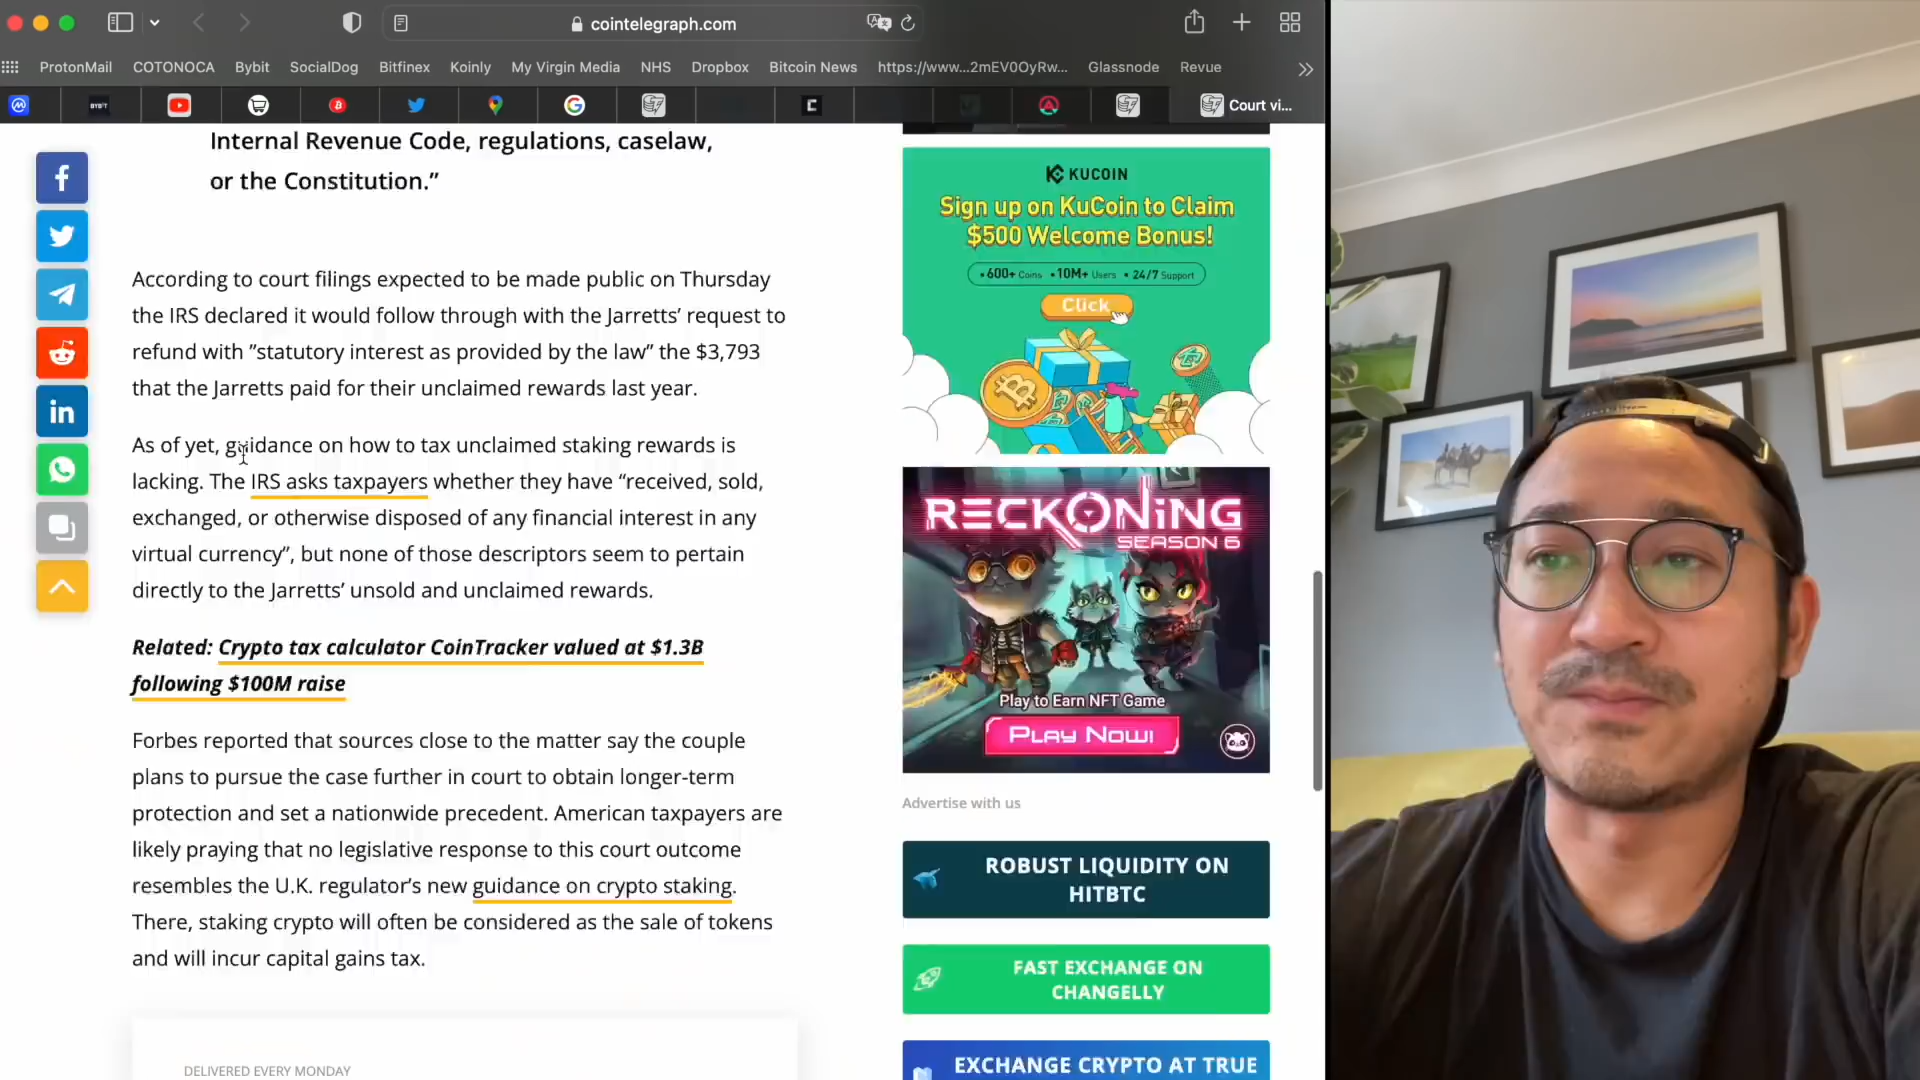 cointelegraph.com
ProtonMail COTONOCA Bybit SocialDog Bitfinex Koinly My Virgin Media NHS Dropbox Bitcoin News https://www...2mEV0OyRw... Glassnode Revue
BYBIT
Court vi...
Internal Revenue Code, regulations, caselaw,
or the Constitution.”
According to court filings expected to be made public on Thursday
the IRS declared it would follow through with the Jarretts’ request to
refund with ”statutory interest as provided by the law” the $3,793
that the Jarretts paid for their unclaimed rewards last year.
As of yet, guidance on how to tax unclaimed staking rewards is
lacking. The IRS asks taxpayers whether they have “received, sold,
exchanged, or otherwise disposed of any financial interest in any
virtual currency”, but none of those descriptors seem to pertain
directly to the Jarretts’ unsold and unclaimed rewards.
Related: Crypto tax calculator CoinTracker valued at $1.3B
following $100M raise
Forbes reported that sources close to the matter say the couple
plans to pursue the case further in court to obtain longer-term
protection and set a nationwide precedent. American taxpayers are
likely praying that no legislative response to this court outcome
resembles the U.K. regulator’s new guidance on crypto staking.
There, staking crypto will often be considered as the sale of tokens
and will incur capital gains tax.
DELIVERED EVERY MONDAY
KUCOIN
Sign up on KuCoin to Claim
$500 Welcome Bonus!
• 600+ Coins • 10M+ Users • 24/7 Support
Click
RECKONING
SEASON 6
Play to Earn NFT Game
PLAY NOW!
Advertise with us
ROBUST LIQUIDITY ON
HITBTC
FAST EXCHANGE ON
CHANGELLY
EXCHANGE CRYPTO AT TRUE